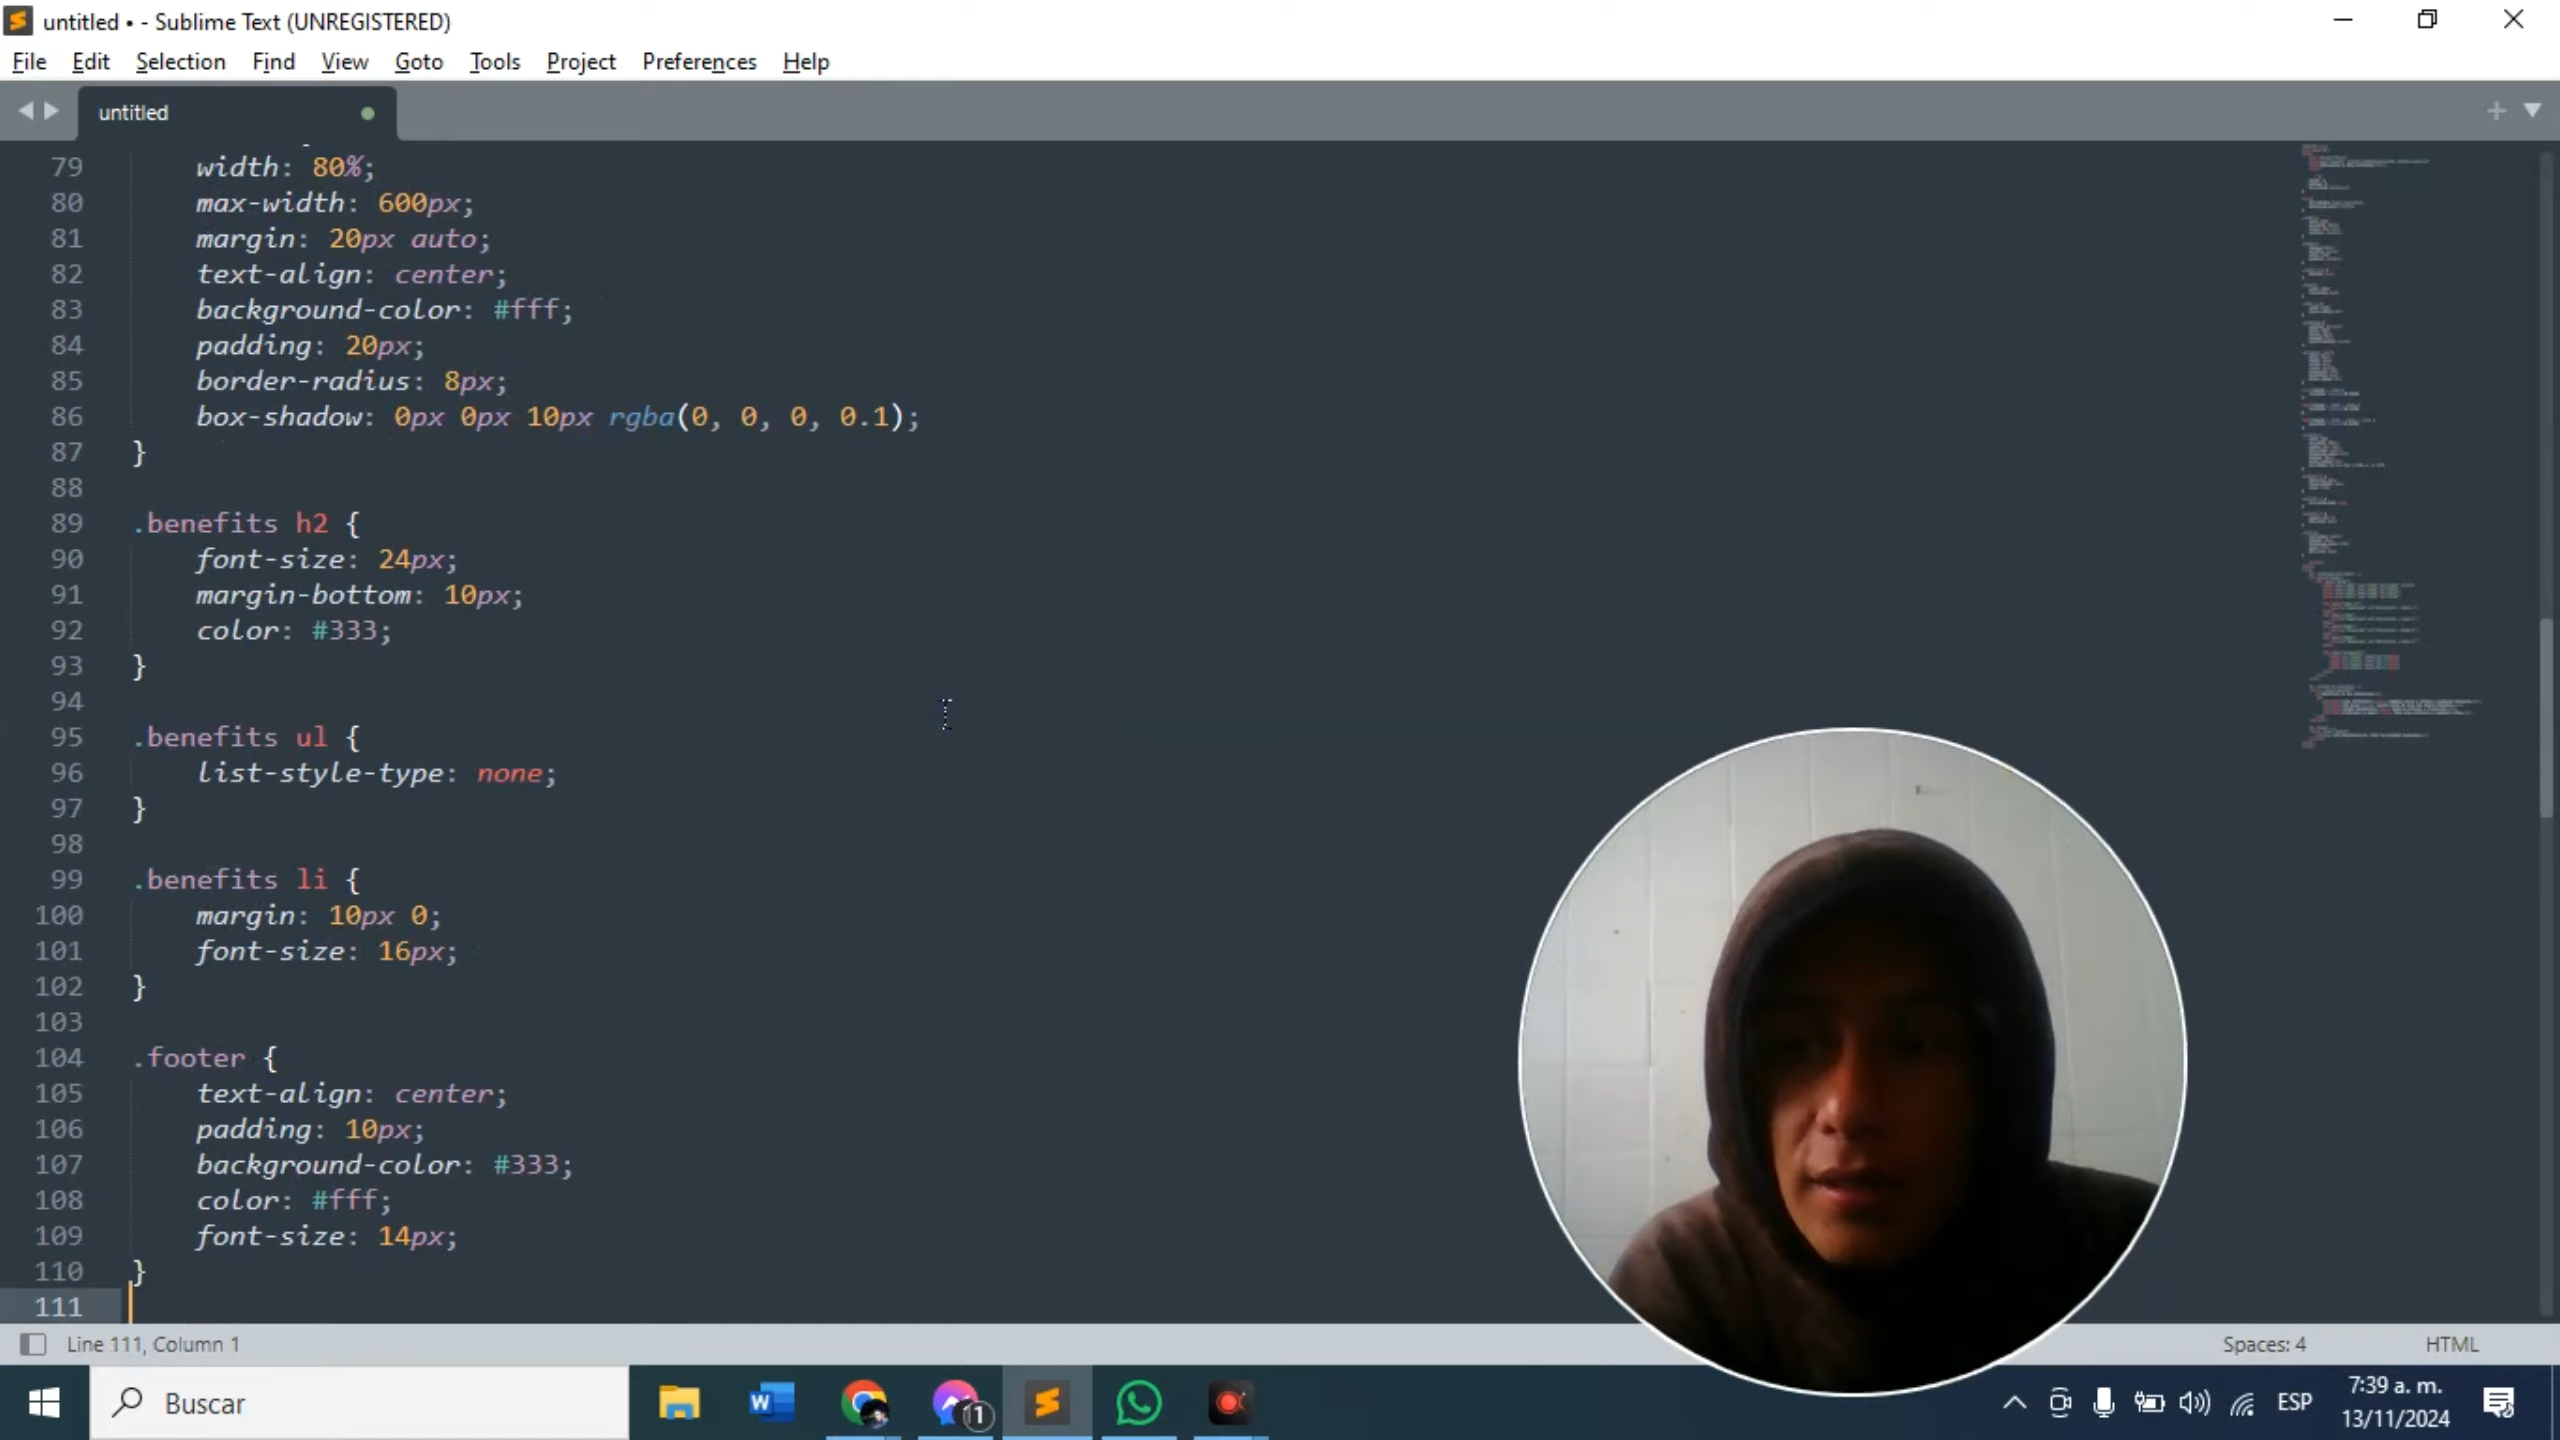 untitled • - Sublime Text (UNREGISTERED)
File Edit Selection Find View Goto Tools Project Preferences Help
untitled
79 width: 80%;
80 max-width: 600px;
81 margin: 20px auto;
82 text-align: center;
83 background-color: #fff;
84 padding: 20px;
85 border-radius: 8px;
86 box-shadow: 0px 0px 10px rgba(0, 0, 0, 0.1);
87 }
88
89 .benefits h2 {
90 font-size: 24px;
91 margin-bottom: 10px;
92 color: #333;
93 }
94
95 .benefits ul {
96 list-style-type: none;
97 }
98
99 .benefits li {
100 margin: 10px 0;
101 font-size: 16px;
102 }
103
104 .footer {
105 text-align: center;
106 padding: 10px;
107 background-color: #333;
108 color: #fff;
109 font-size: 14px;
110 }
111
Line 111, Column 1 Spaces: 4 HTML
Buscar
W
1
ESP
7:39 a. m.
13/11/2024